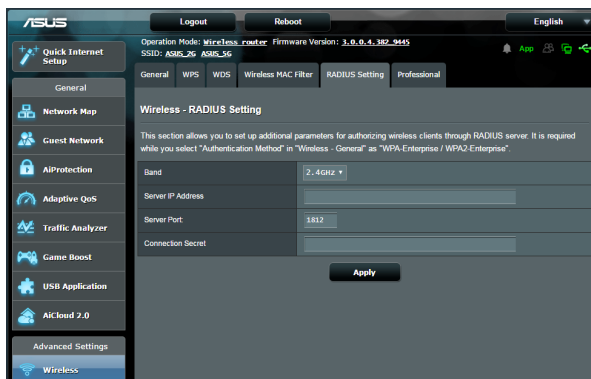 ASUS
Logout
Reboot
English
Quick Internet
Setup
Operation Mode: Wireless router Firmware Version: 3.0.0.4.382_9445
SSID: ASUS_2G ASUS_5G
App
General
WPS
WDS
Wireless MAC Filter
RADIUS Setting
Professional
General
Network Map
Guest Network
AiProtection
Adaptive QoS
Traffic Analyzer
Game Boost
USB Application
AiCloud 2.0
Advanced Settings
Wireless
Wireless - RADIUS Setting
This section allows you to set up additional parameters for authorizing wireless clients through RADIUS server. It is required
while you select "Authentication Method" in "Wireless - General" as "WPA-Enterprise / WPA2-Enterprise".
Band
2.4GHz
Server IP Address
Server Port:
1812
Connection Secret
Apply